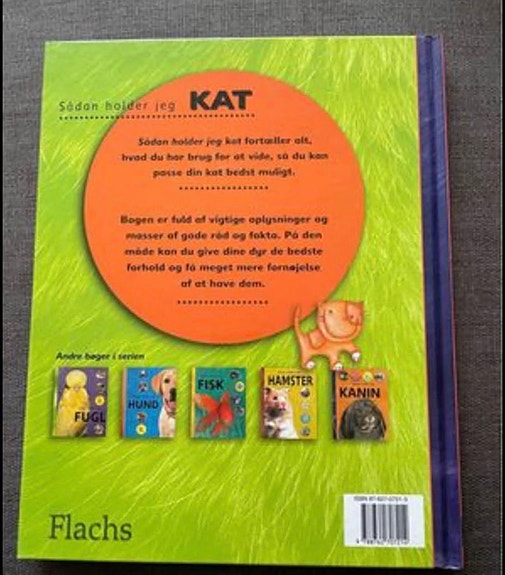 Sådan holder jeg KAT
Sådan holder jeg kat fortæller alt,
hvad du har brug for at vide, så du kan
passe din kat bedst muligt.
Bogen er fuld af vigtige oplysninger og
masser af gode råd og fakta. På den
måde kan du give dine dyr de bedste
forhold og få meget mere fornøjelse
af at have dem.
Andre bøger i serien
FUGL
HUND
FISK
HAMSTER
KANIN
Flachs